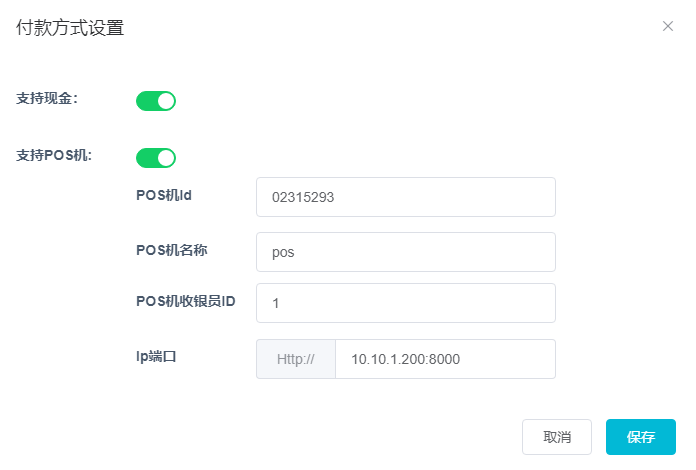 付款方式设置
支持现金：
支持POS机：
POS机Id 02315293
POS机名称 pos
POS机收银员ID 1
Ip端口 Http:// 10.10.1.200:8000
取消 保存